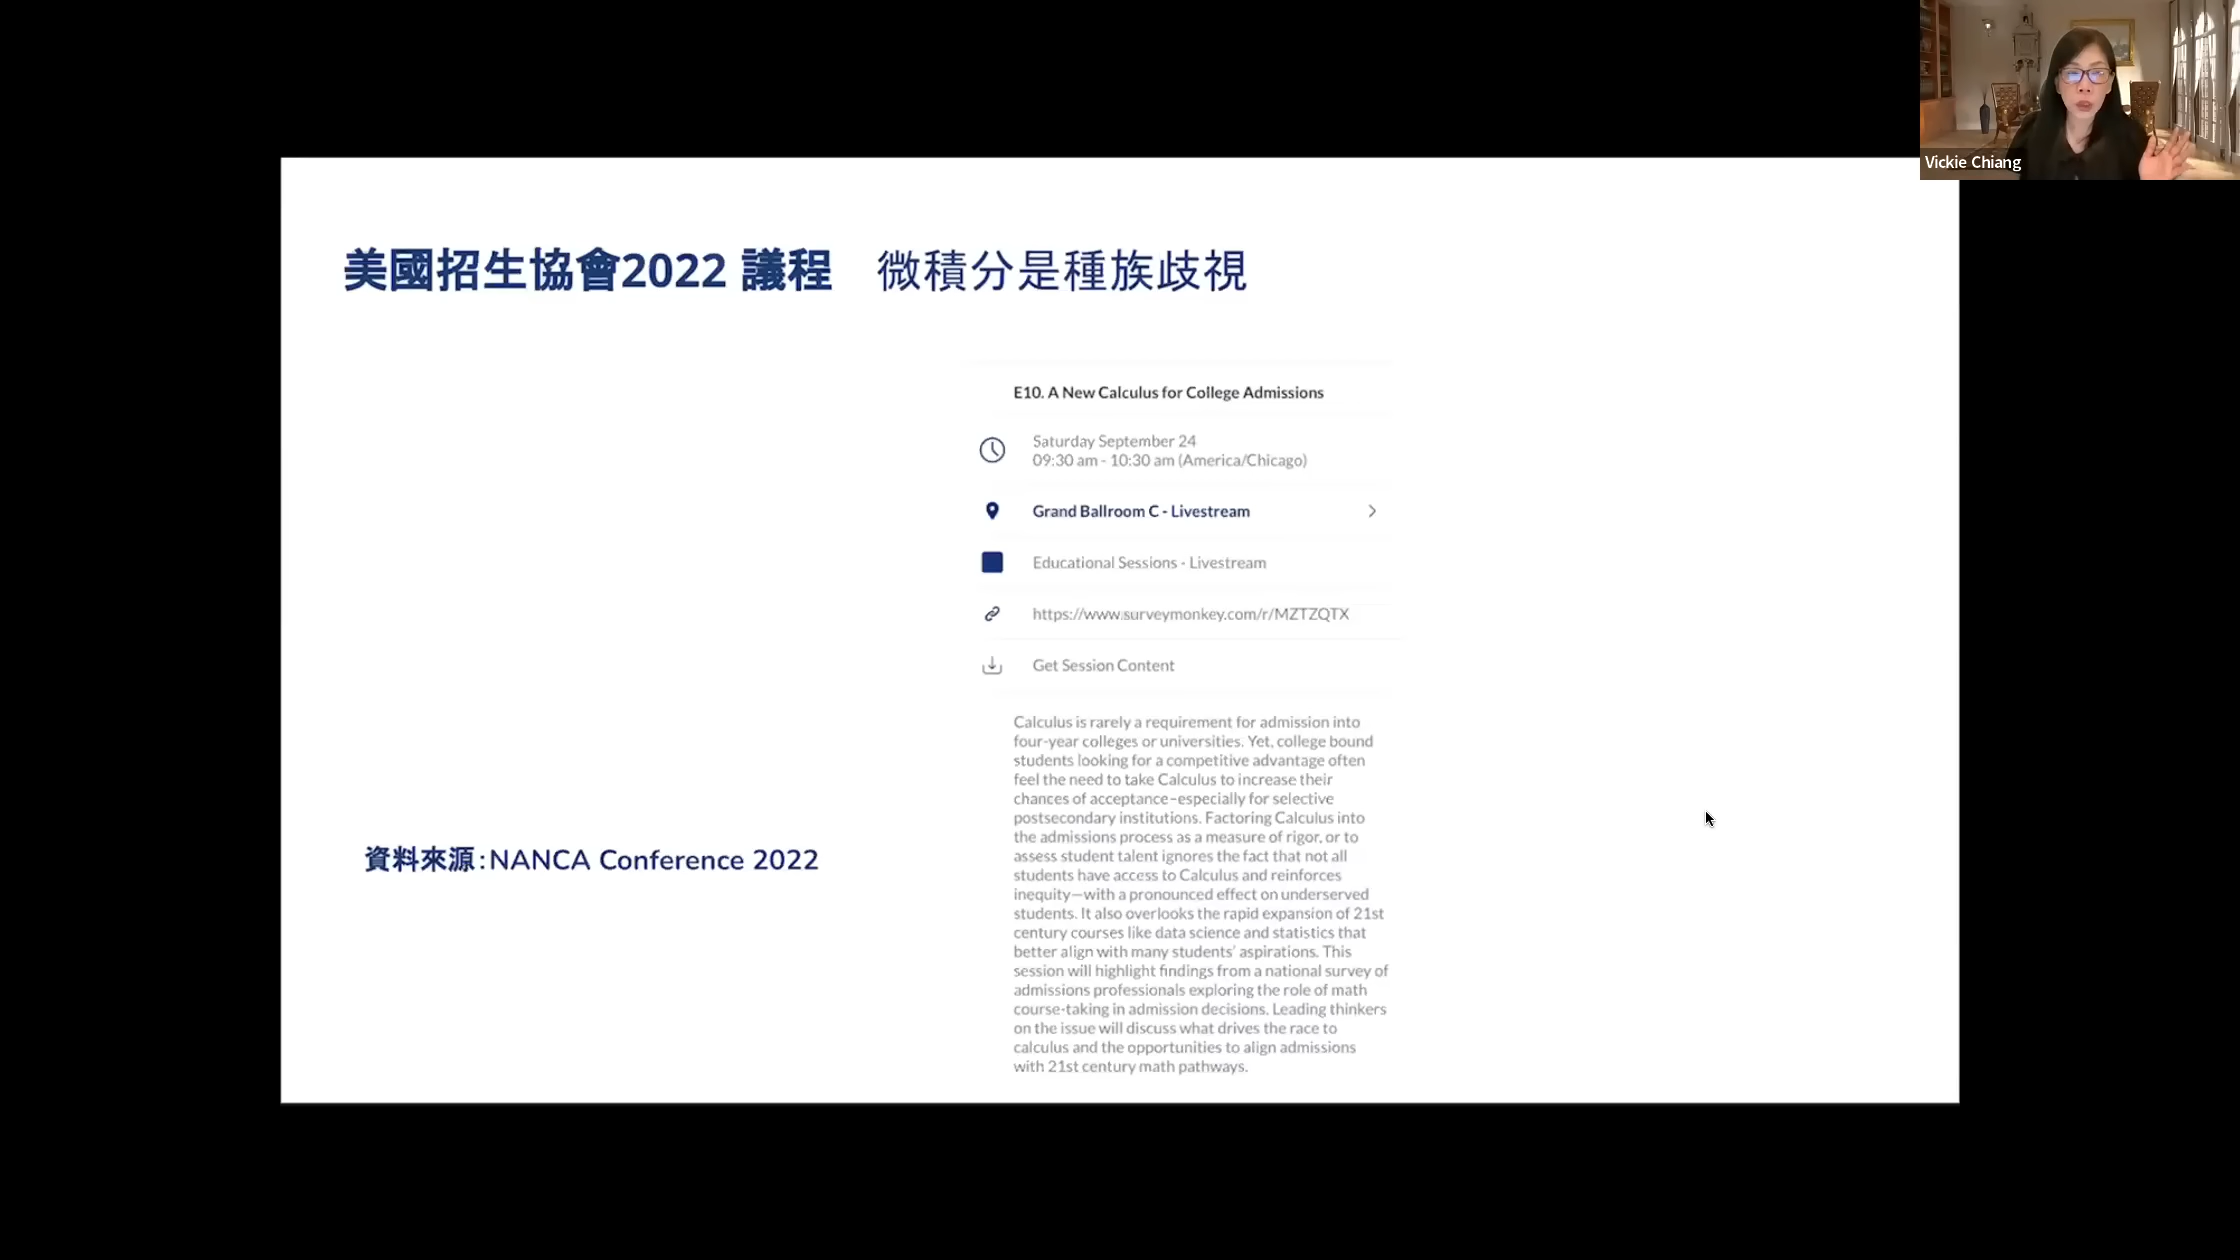 Vickie Chiang
美國招生協會2022 議程 微積分是種族歧視
E10. A New Calculus for College Admissions
Saturday September 24
09:30 am - 10:30 am (America/Chicago)
Grand Ballroom C - Livestream
Educational Sessions - Livestream
https://www.surveymonkey.com/r/MZTZQTX
Get Session Content
Calculus is rarely a requirement for admission into
four-year colleges or universities. Yet, college bound
students looking for a competitive advantage often
feel the need to take Calculus to increase their
chances of acceptance–especially for selective
postsecondary institutions. Factoring Calculus into
the admissions process as a measure of rigor, or to
assess student talent ignores the fact that not all
students have access to Calculus and reinforces
inequity—with a pronounced effect on underserved
students. It also overlooks the rapid expansion of 21st
century courses like data science and statistics that
better align with many students' aspirations. This
session will highlight findings from a national survey of
admissions professionals exploring the role of math
course-taking in admission decisions. Leading thinkers
on the issue will discuss what drives the race to
calculus and the opportunities to align admissions
with 21st century math pathways.
資料來源:NANCA Conference 2022